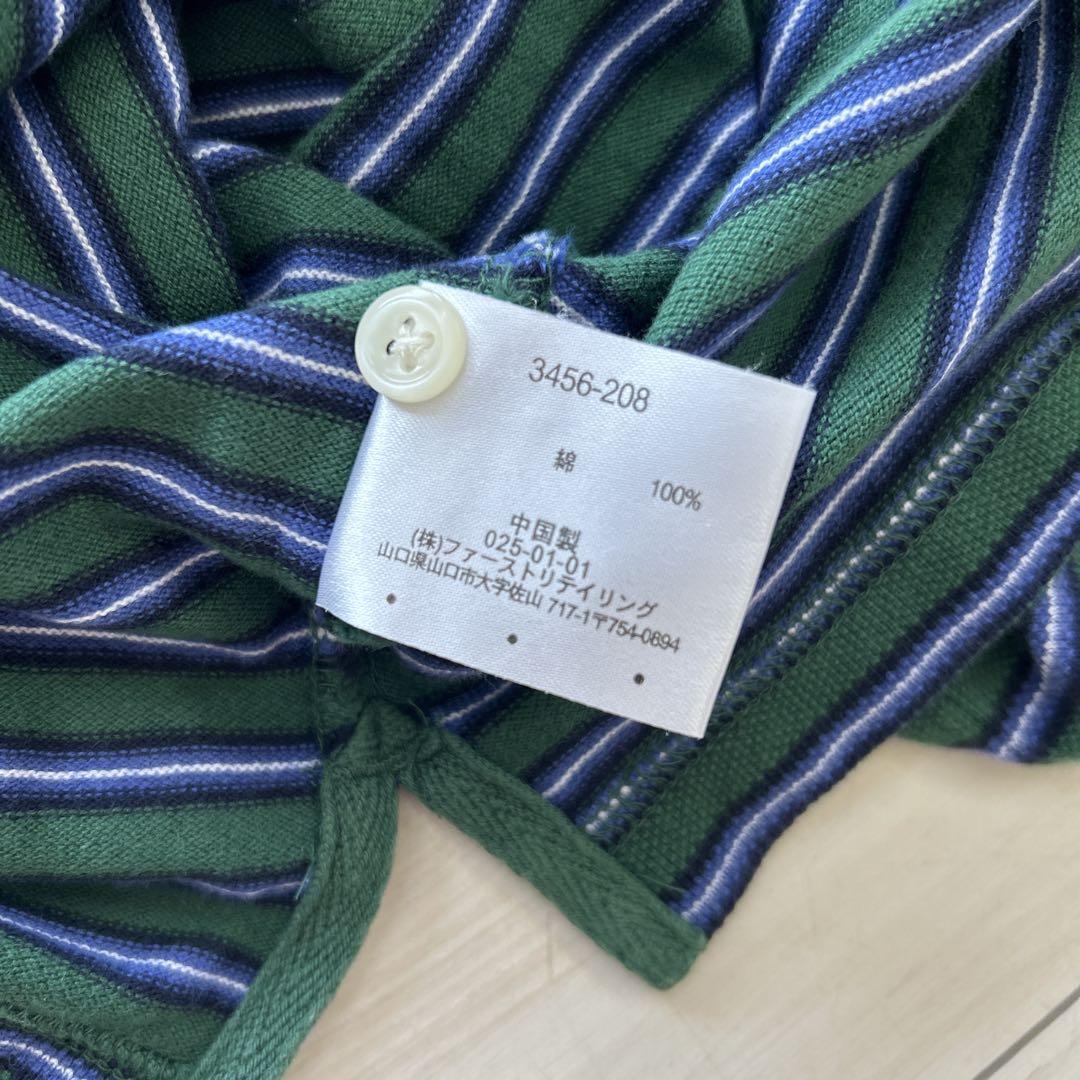 3456-208
綿
100%
中国製
025-01-01
(株)ファーストリテイリング
山口県山口市大字佐山 717-1〒754-0894